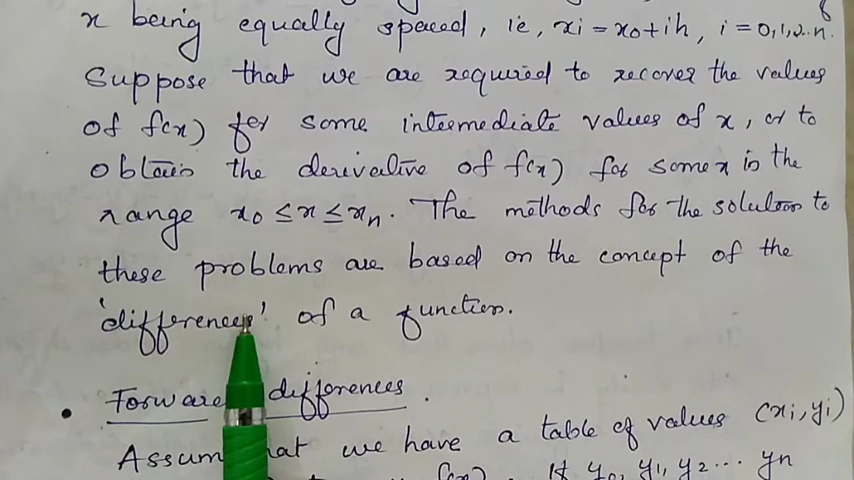 x being equally spaced, ie, xi = x0 + ih, i = 0,1,2..n.
Suppose that we are required to recover the values
of f(x) for some intermediate values of x, or to
obtain the derivative of f(x) for some x in the
range x0 ≤ x ≤ xn. The methods for the solution to
these problems are based on the concept of the
'differences' of a function.
• Forward differences.
Assume that we have a table of values (xi, yi)
f(x). If y0, y1, y2... yn